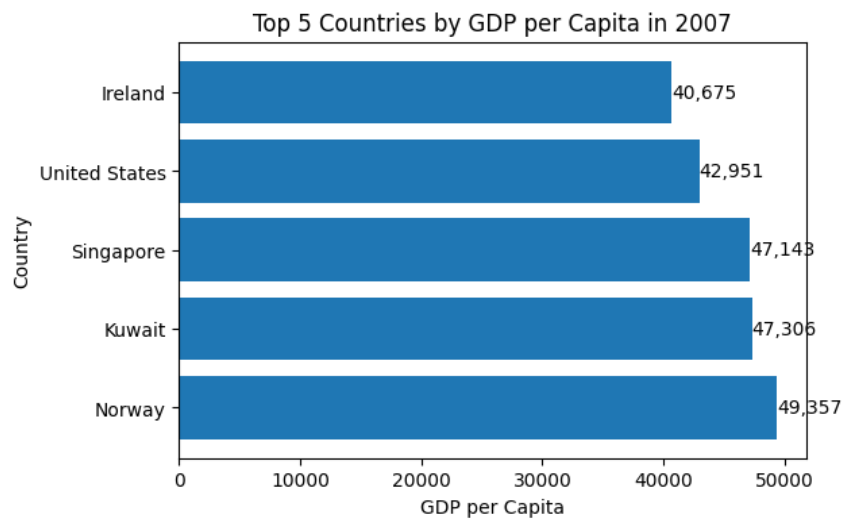 Top 5 Countries by GDP per Capita in 2007
Ireland
40,675
United States
42,951
Singapore
47,143
Kuwait
47,306
Norway
49,357
Country
0 10000 20000 30000 40000 50000
GDP per Capita